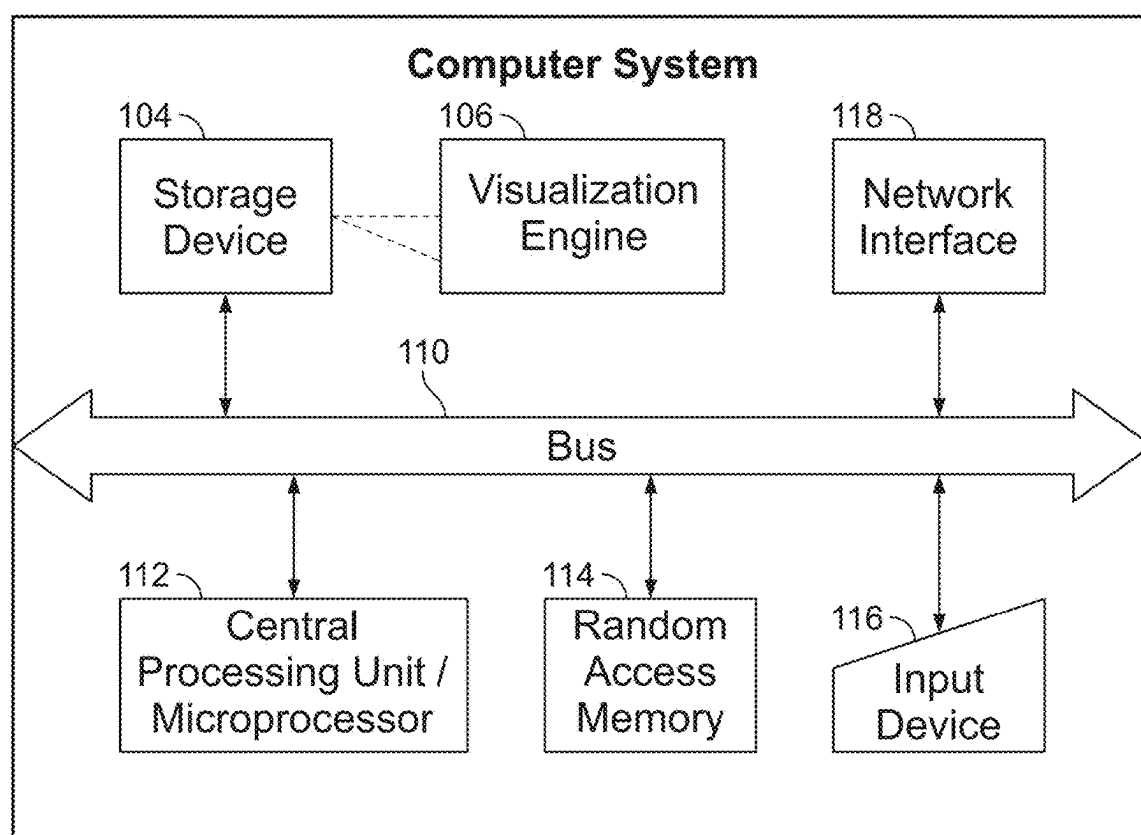 Computer System
104
106
118
Storage
Device
Visualization
Engine
Network
Interface
110
Bus
112
114
116
Central
Processing Unit /
Microprocessor
Random
Access
Memory
Input
Device